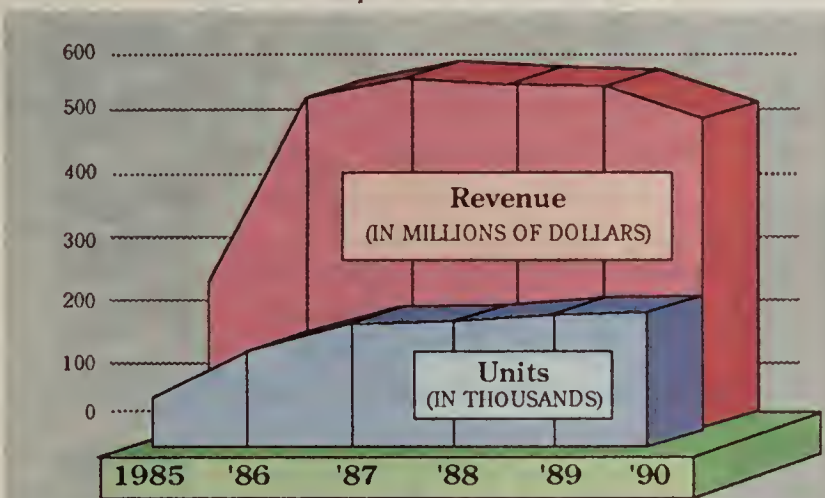 600
500
400
300
200
100
0
Revenue
(IN MILLIONS OF DOLLARS)
Units
(IN THOUSANDS)
1985 '86 '87 '88 '89 '90